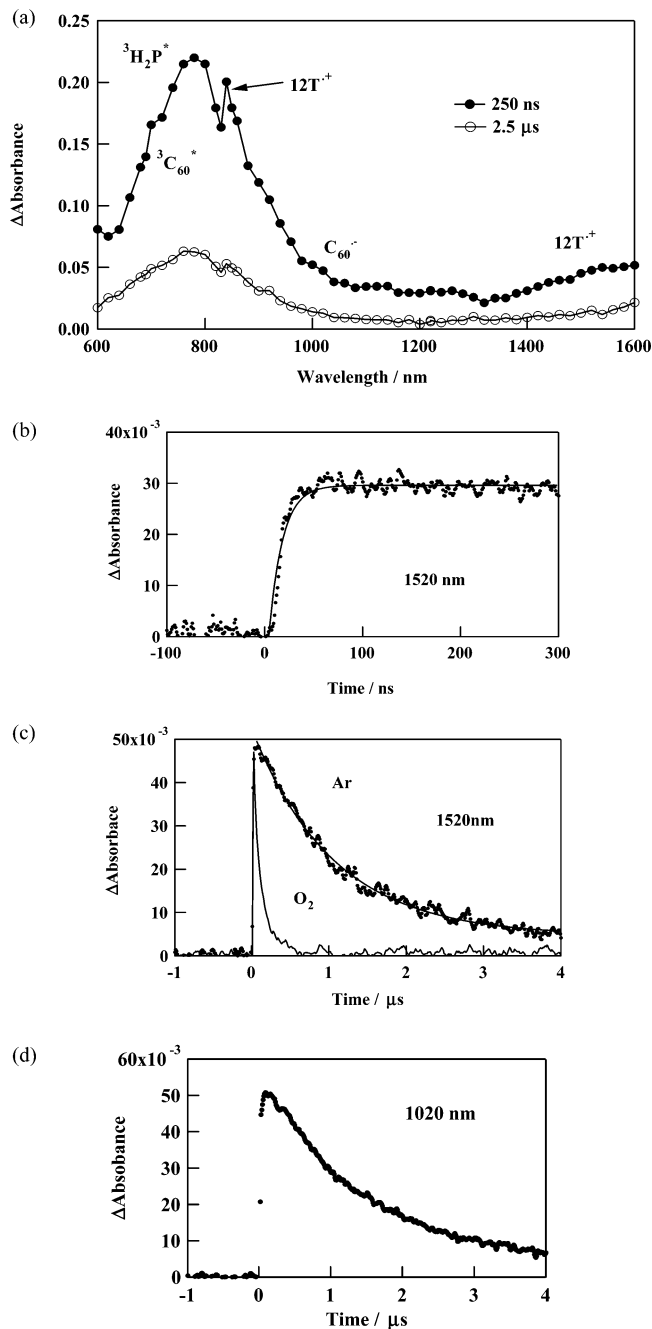 (a)
³H₂P*
12T·⁺
³C₆₀*
250 ns
2.5 μs
C₆₀·⁻
12T·⁺
ΔAbsorbance
0.25
0.20
0.15
0.10
0.05
0.00
600 800 1000 1200 1400 1600
Wavelength / nm
(b)
40x10⁻³
30
20
10
0
ΔAbsorbance
1520 nm
-100 0 100 200 300
Time / ns
(c)
50x10⁻³
40
30
20
10
0
ΔAbsorbace
Ar
1520nm
O₂
-1 0 1 2 3 4
Time / μs
(d)
60x10⁻³
50
40
30
20
10
0
ΔAbsobance
1020 nm
-1 0 1 2 3 4
Time / μs